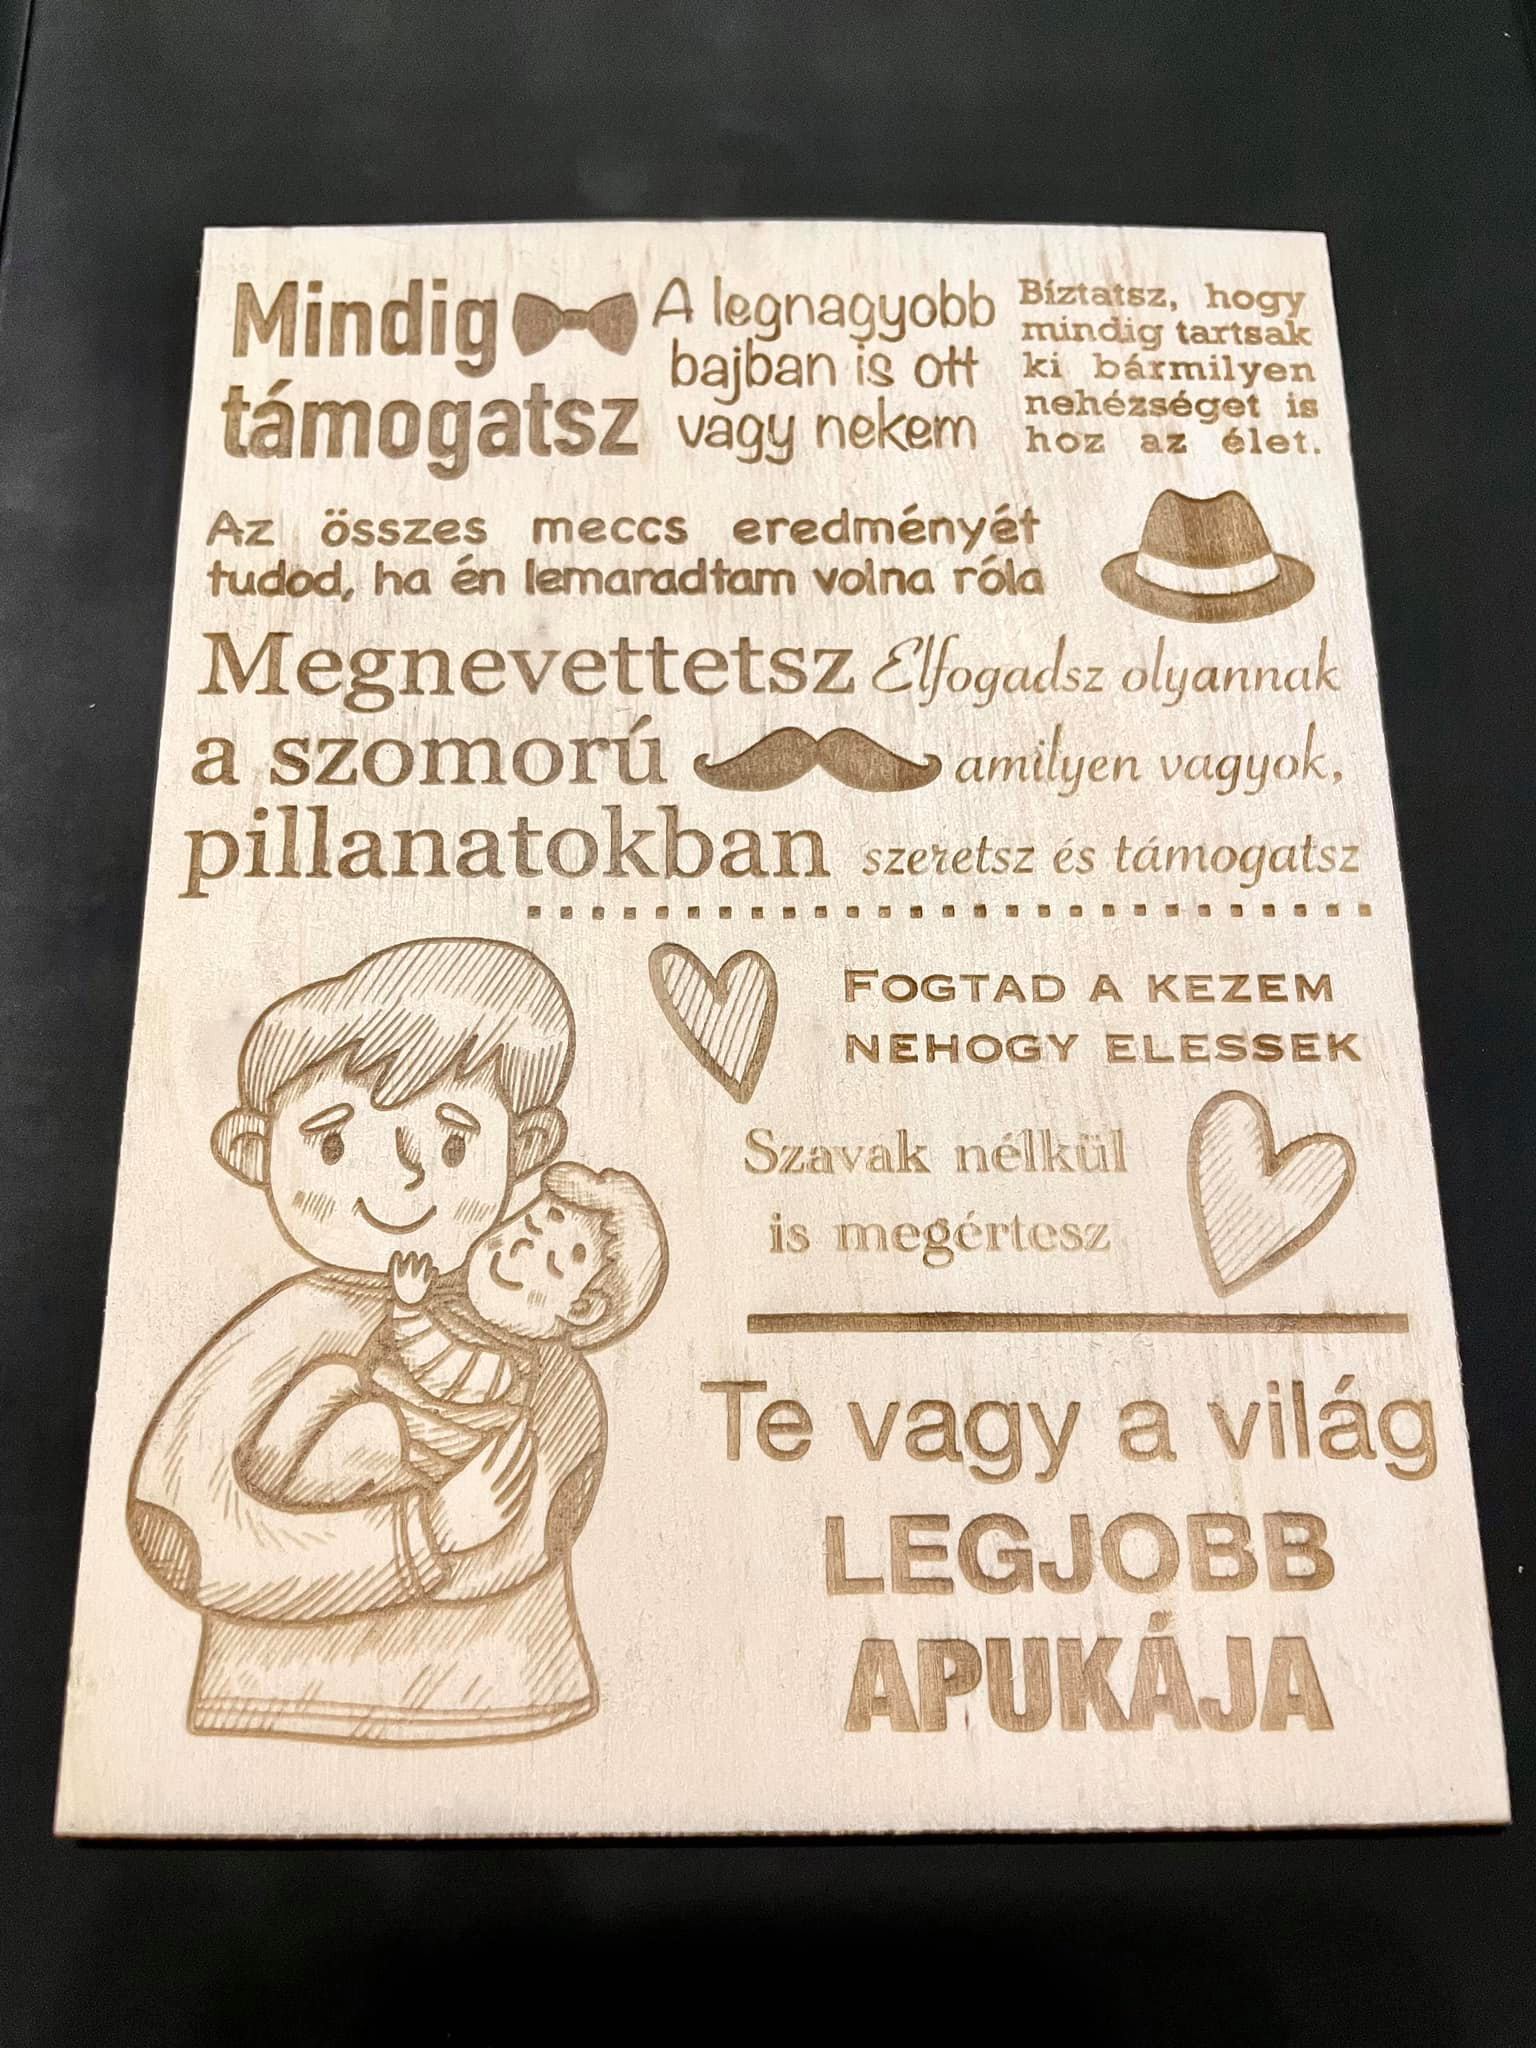 Mindig
támogatsz
A legnagyobb
bajban is ott
vagy nekem
Bíztatsz, hogy
mindig tartsak
ki bármilyen
nehézséget is
hoz az élet.
Az összes meccs eredményét
tudod, ha én lemaradtam volna róla
Megnevettetsz
a szomorú
pillanatokban
Elfogadsz olyannak
amilyen vagyok,
szeretsz és támogatsz
FOGTAD A KEZEM
NEHOGY ELESSEK
Szavak nélkül
is megértesz
Te vagy a világ
LEGJOBB
APUKÁJA